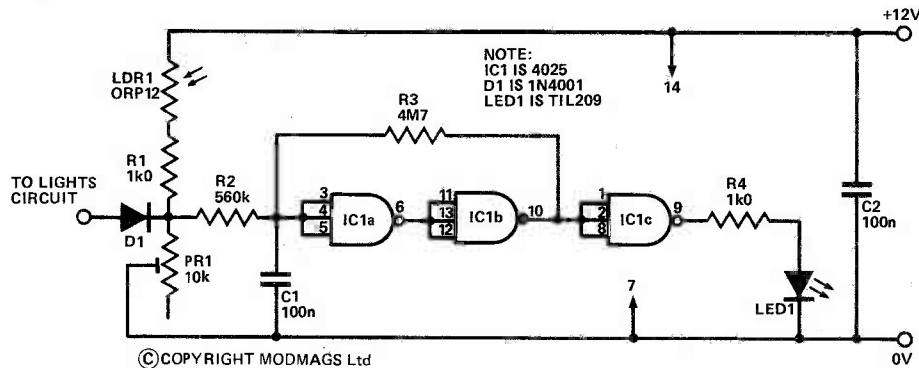 +12V
NOTE:
IC1 IS 4025
D1 IS 1N4001
LED1 IS TIL209
14
LDR1
ORP12
R3
4M7
R1
1k0
TO LIGHTS
CIRCUIT
R2
560k
3
4
5
IC1a
6
11
13
12
IC1b
10
1
2
8
IC1c
9
R4
1k0
C2
100n
D1
PR1
10k
C1
100n
7
LED1
© COPYRIGHT MODMAGS Ltd
0V